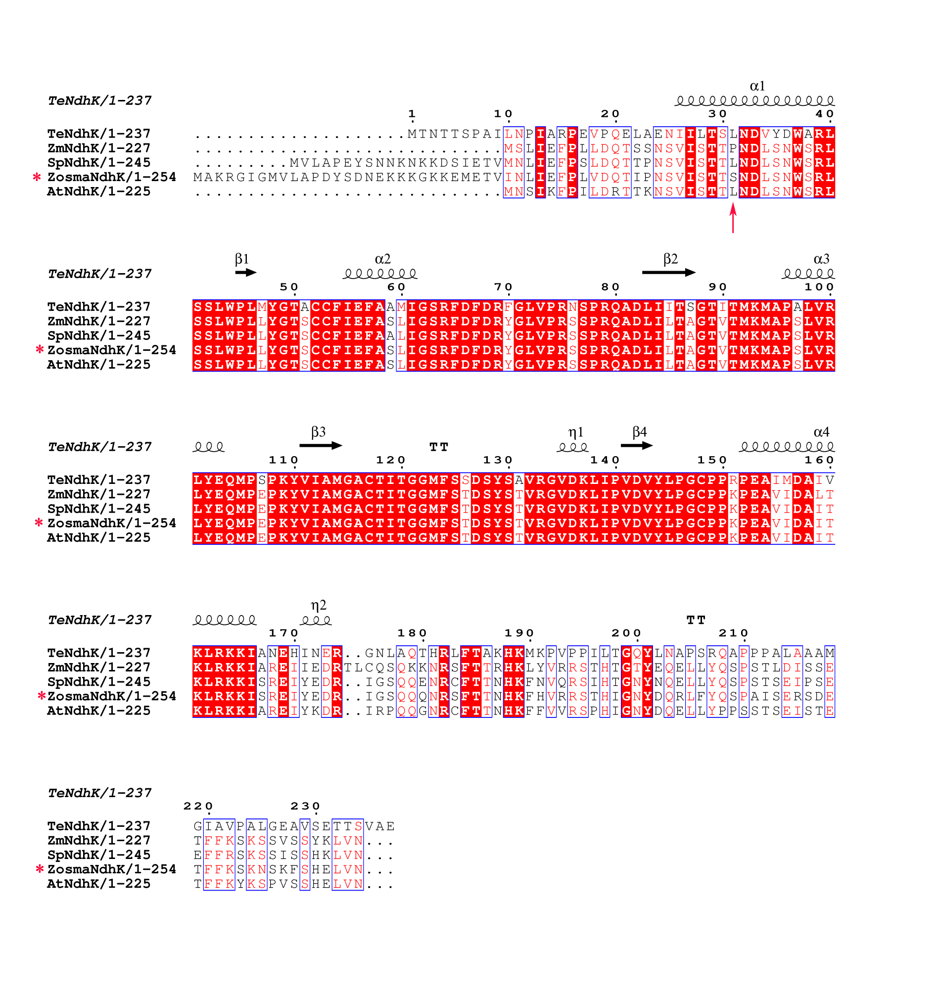 α1
TeNdhK/1-237
1 10 20 30 40
TeNdhK/1-237 ....................MTNTTSPAILNPIARPEVPQELAENIILTSLNDVYDWARL
ZmNdhK/1-227 .............................MSLIEFPLLDQTSSNSVISTTPNDLSNWSRL
SpNdhK/1-245 .........MVLAPEYSNNKNKKDSIETVMNLIEFPSLDQTTPNSVISTTLNDLSNWSRL
* ZosmaNdhK/1-254 MAKRGIGMVLAPDYSDNEKKKGKKEMETVINLIEFPLVDQTIPNSVISTTSNDLSNWSRL
AtNdhK/1-225 .............................MNSIKFPILDRTTKNSVISTTLNDLSNWSRL
β1 α2 β2 α3
TeNdhK/1-237
50 60 70 80 90 100
TeNdhK/1-237 SSLWPLMYGTACCFIEFAAMIGSRFDFDRFGLVPRNSPRQADLIITSGTITMKMAPALVR
ZmNdhK/1-227 SSLWPLLYGTSCCFIEFASLIGSRFDFDRYGLVPRSSPRQADLILTAGTVTMKMAPSLVR
SpNdhK/1-245 SSLWPLLYGTSCCFIEFAALIGSRFDFDRYGLVPRSSPRQADLILTAGTVTMKMAPSLVR
* ZosmaNdhK/1-254 SSLWPLLYGTSCCFIEFASLIGSRFDFDRYGLVPRSSPRQADLILTAGTVTMKMAPSLVR
AtNdhK/1-225 SSLWPLLYGTSCCFIEFASLIGSRFDFDRYGLVPRSSPRQADLILTAGTVTMKMAPSLVR
β3 η1 β4 α4
TeNdhK/1-237 TT
110 120 130 140 150 160
TeNdhK/1-237 LYEQMPSPKYVIAMGACTITGGMFSSDSYSAVRGVDKLIPVDVYLPGCPPRPEAIMDAIV
ZmNdhK/1-227 LYEQMPEPKYVIAMGACTITGGMFSTDSYSTVRGVDKLIPVDVYLPGCPPKPEAVIDALT
SpNdhK/1-245 LYEQMPEPKYVIAMGACTITGGMFSTDSYSTVRGVDKLIPVDVYLPGCPPKPEAVIDAIT
* ZosmaNdhK/1-254 LYEQMPEPKYVIAMGACTITGGMFSTDSYSTVRGVDKLIPVDVYLPGCPPKPEAVIDAIT
AtNdhK/1-225 LYEQMPEPKYVIAMGACTITGGMFSTDSYSTVRGVDKLIPVDVYLPGCPPKPEAVIDAIT
η2
TeNdhK/1-237 TT
170 180 190 200 210
TeNdhK/1-237 KLRKKIANEHINER..GNLAQTHRLFTAKHKMKPVPPILTGQYLNAPSRQAPPPALAAAM
ZmNdhK/1-227 KLRKKIAREIIEDRTLCQSQKKNRSFTTRHKLYVRRSTHTGTYEQELLYQSPSTLDISSE
SpNdhK/1-245 KLRKKISREIYEDR..IGSQQENRCFTTNHKFNVQRSIHTGNYNQELLYQSPSTSEIPSE
*ZosmaNdhK/1-254 KLRKKISREIYEDR..IGSQQQNRSFTTNHKFHVRRSTHIGNYDQRLFYQSPAISERSDE
AtNdhK/1-225 KLRKKIAREIYKDR..IRPQQGNRCFTTNHKFFVVRSPHIGNYDQELLYPPSSTSEISTE
TeNdhK/1-237
220 230
TeNdhK/1-237 GIAVPALGEAVSETTSVAE
ZmNdhK/1-227 TFFKSKSSVSSYKLVN...
SpNdhK/1-245 EFFRSKSSISSHKLVN...
* ZosmaNdhK/1-254 TFFKSKNSKFSHELVN...
AtNdhK/1-225 TFFKYKSPVSSHELVN...